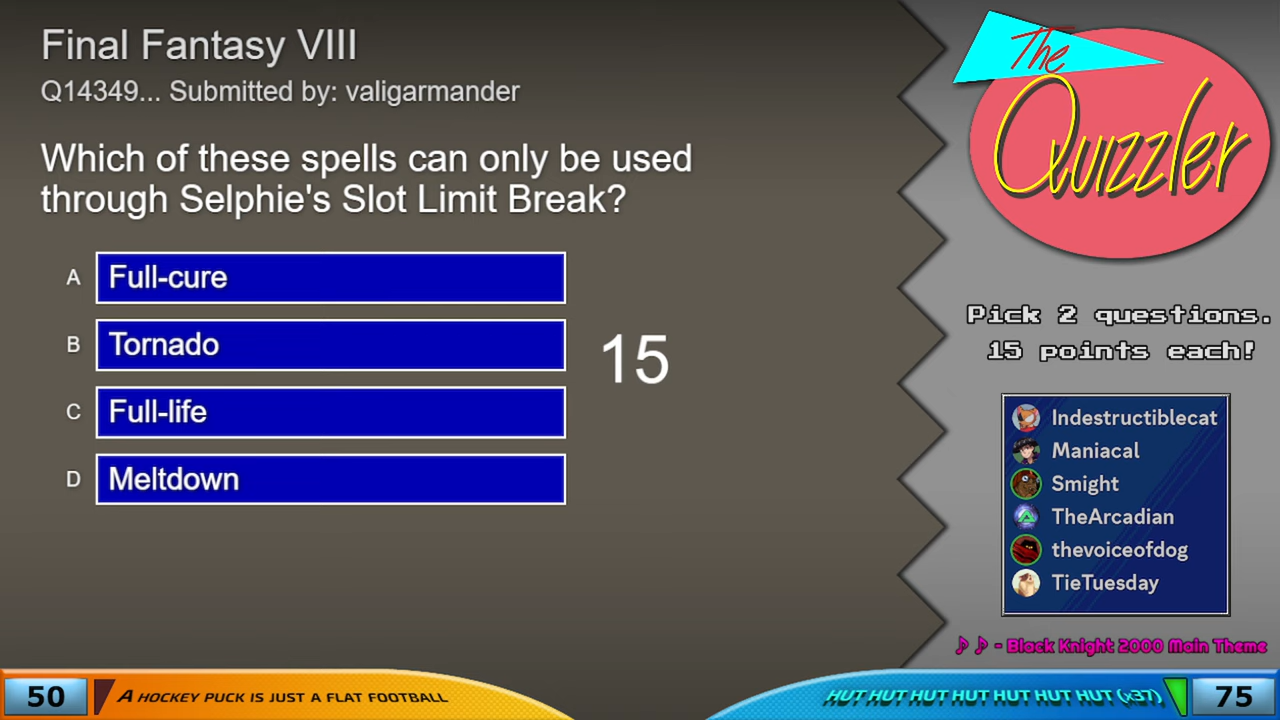 Final Fantasy VIII
Q14349... Submitted by: valigarmander
Which of these spells can only be used
through Selphie's Slot Limit Break?
A Full-cure
B Tornado
C Full-life
D Meltdown
15
The
Quizzler
Pick 2 questions.
15 points each!
Indestructiblecat
Maniacal
Smight
TheArcadian
thevoiceofdog
TieTuesday
♪ ♪ - Black Knight 2000 Main Theme
50 A HOCKEY PUCK IS JUST A FLAT FOOTBALL
HUT HUT HUT HUT HUT HUT HUT (x37) 75